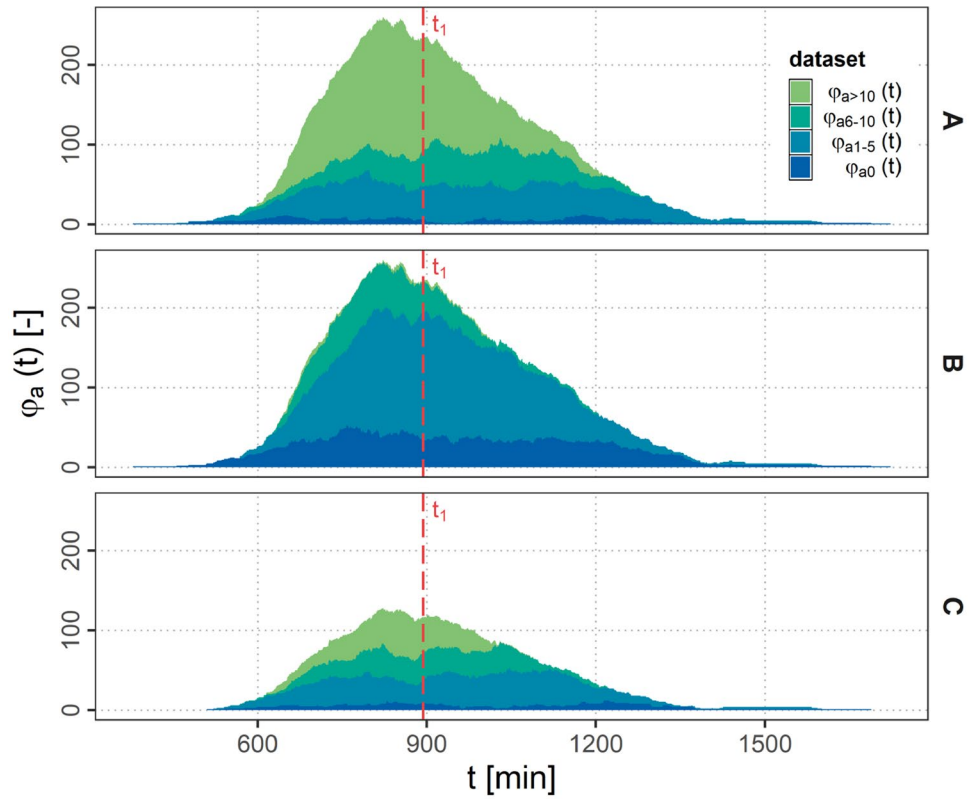 t₁
dataset
φₐ>₁₀ (t)
φₐ₆₋₁₀ (t)
φₐ₁₋₅ (t)
φₐ₀ (t)
200
100
0
A
t₁
200
100
0
B
φₐ (t) [-]
t₁
200
100
0
C
600 900 1200 1500
t [min]